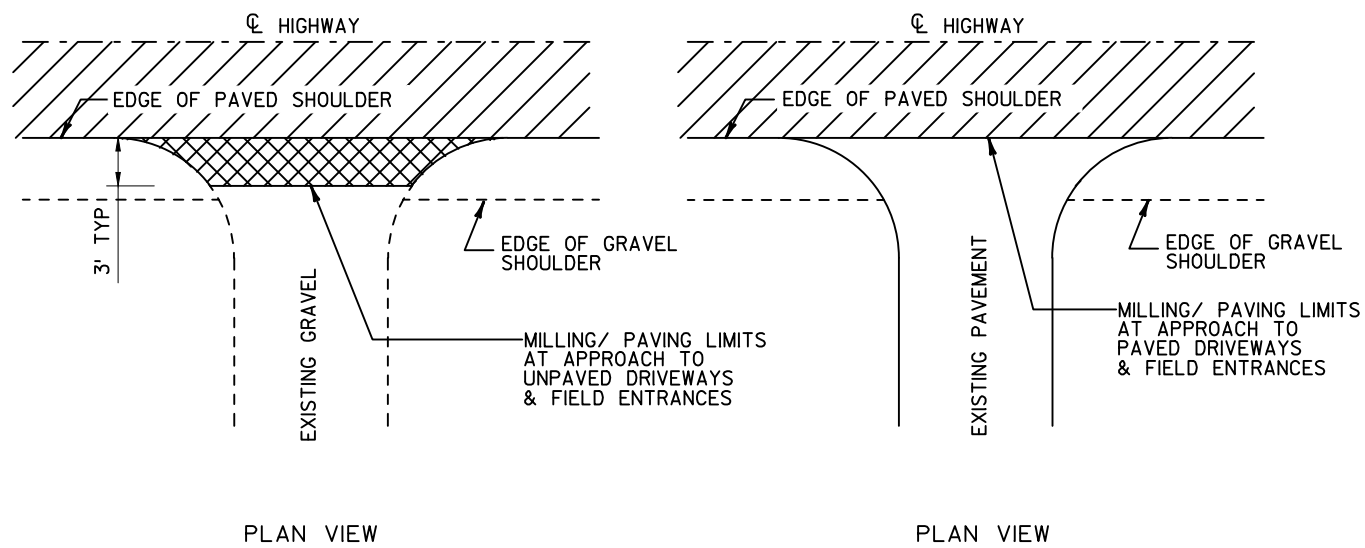 ℄ HIGHWAY
EDGE OF PAVED SHOULDER
3' TYP
EDGE OF GRAVEL
SHOULDER
EXISTING GRAVEL
MILLING/ PAVING LIMITS
AT APPROACH TO
UNPAVED DRIVEWAYS
& FIELD ENTRANCES
PLAN VIEW
℄ HIGHWAY
EDGE OF PAVED SHOULDER
EDGE OF GRAVEL
SHOULDER
EXISTING PAVEMENT
MILLING/ PAVING LIMITS
AT APPROACH TO
PAVED DRIVEWAYS
& FIELD ENTRANCES
PLAN VIEW